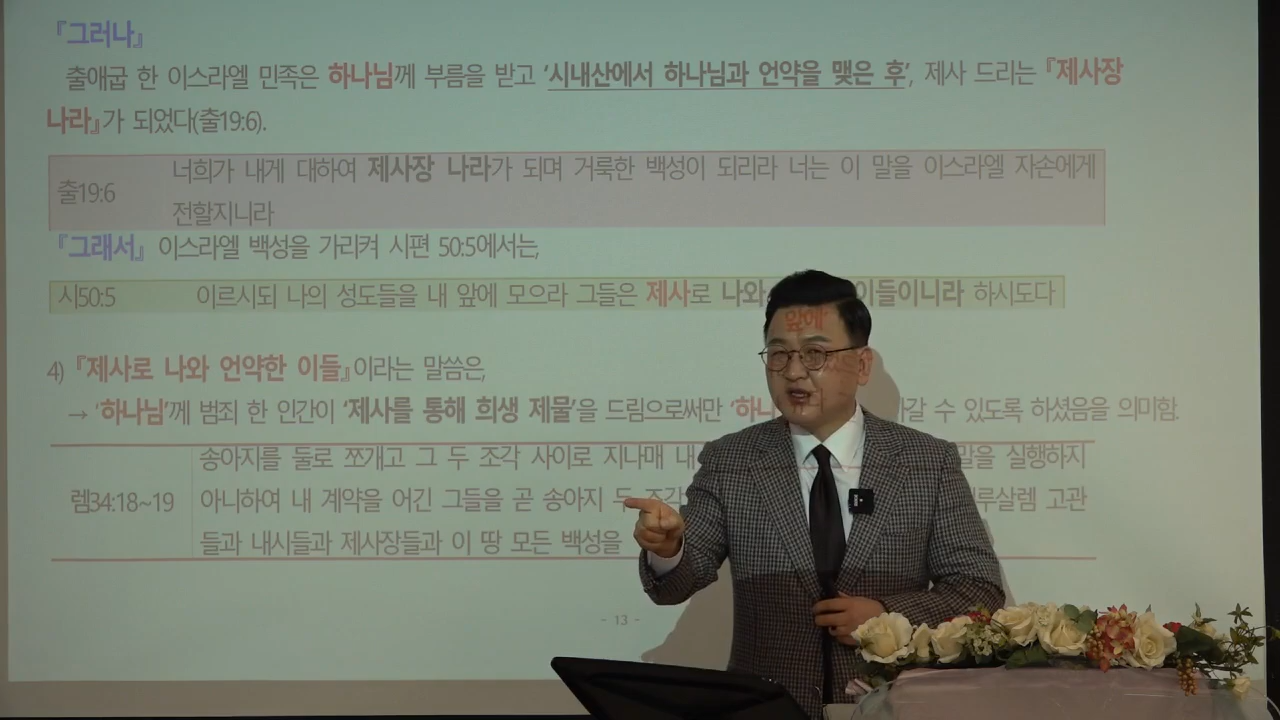 『그러나』
출애굽 한 이스라엘 민족은 하나님께 부름을 받고 '시내산에서 하나님과 언약을 맺은 후', 제사 드리는 『제사장
나라』가 되었다(출19:6).
출19:6
너희가 내게 대하여 제사장 나라가 되며 거룩한 백성이 되리라 너는 이 말을 이스라엘 자손에게
전할지니라
『그래서』 이스라엘 백성을 가리켜 시편 50:5에서는,
시50:5 이르시되 나의 성도들을 내 앞에 모으라 그들은 제사로 나와 이들이니라 하시도다
4) 『제사로 나와 언약한 이들』이라는 말씀은,
→ '하나님'께 범죄 한 인간이 '제사를 통해 희생 제물'을 드림으로써만 '하나 앞에' 수 있도록 하셨음을 의미함.
렘34:18~19
송아지를 둘로 쪼개고 그 두 조각 사이로 지나매 내 실행하지
아니하여 내 계약을 어긴 그들을 곧 송아지 두 조각 고관
들과 내시들과 제사장들과 이 땅 모든 백성을
- 13 -